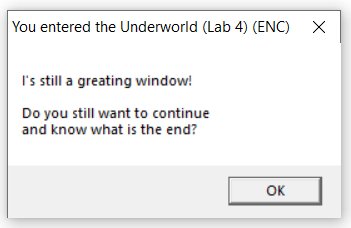 You entered the Underworld (Lab 4) (ENC)
I's still a greating window!
Do you still want to continue
and know what is the end?
OK